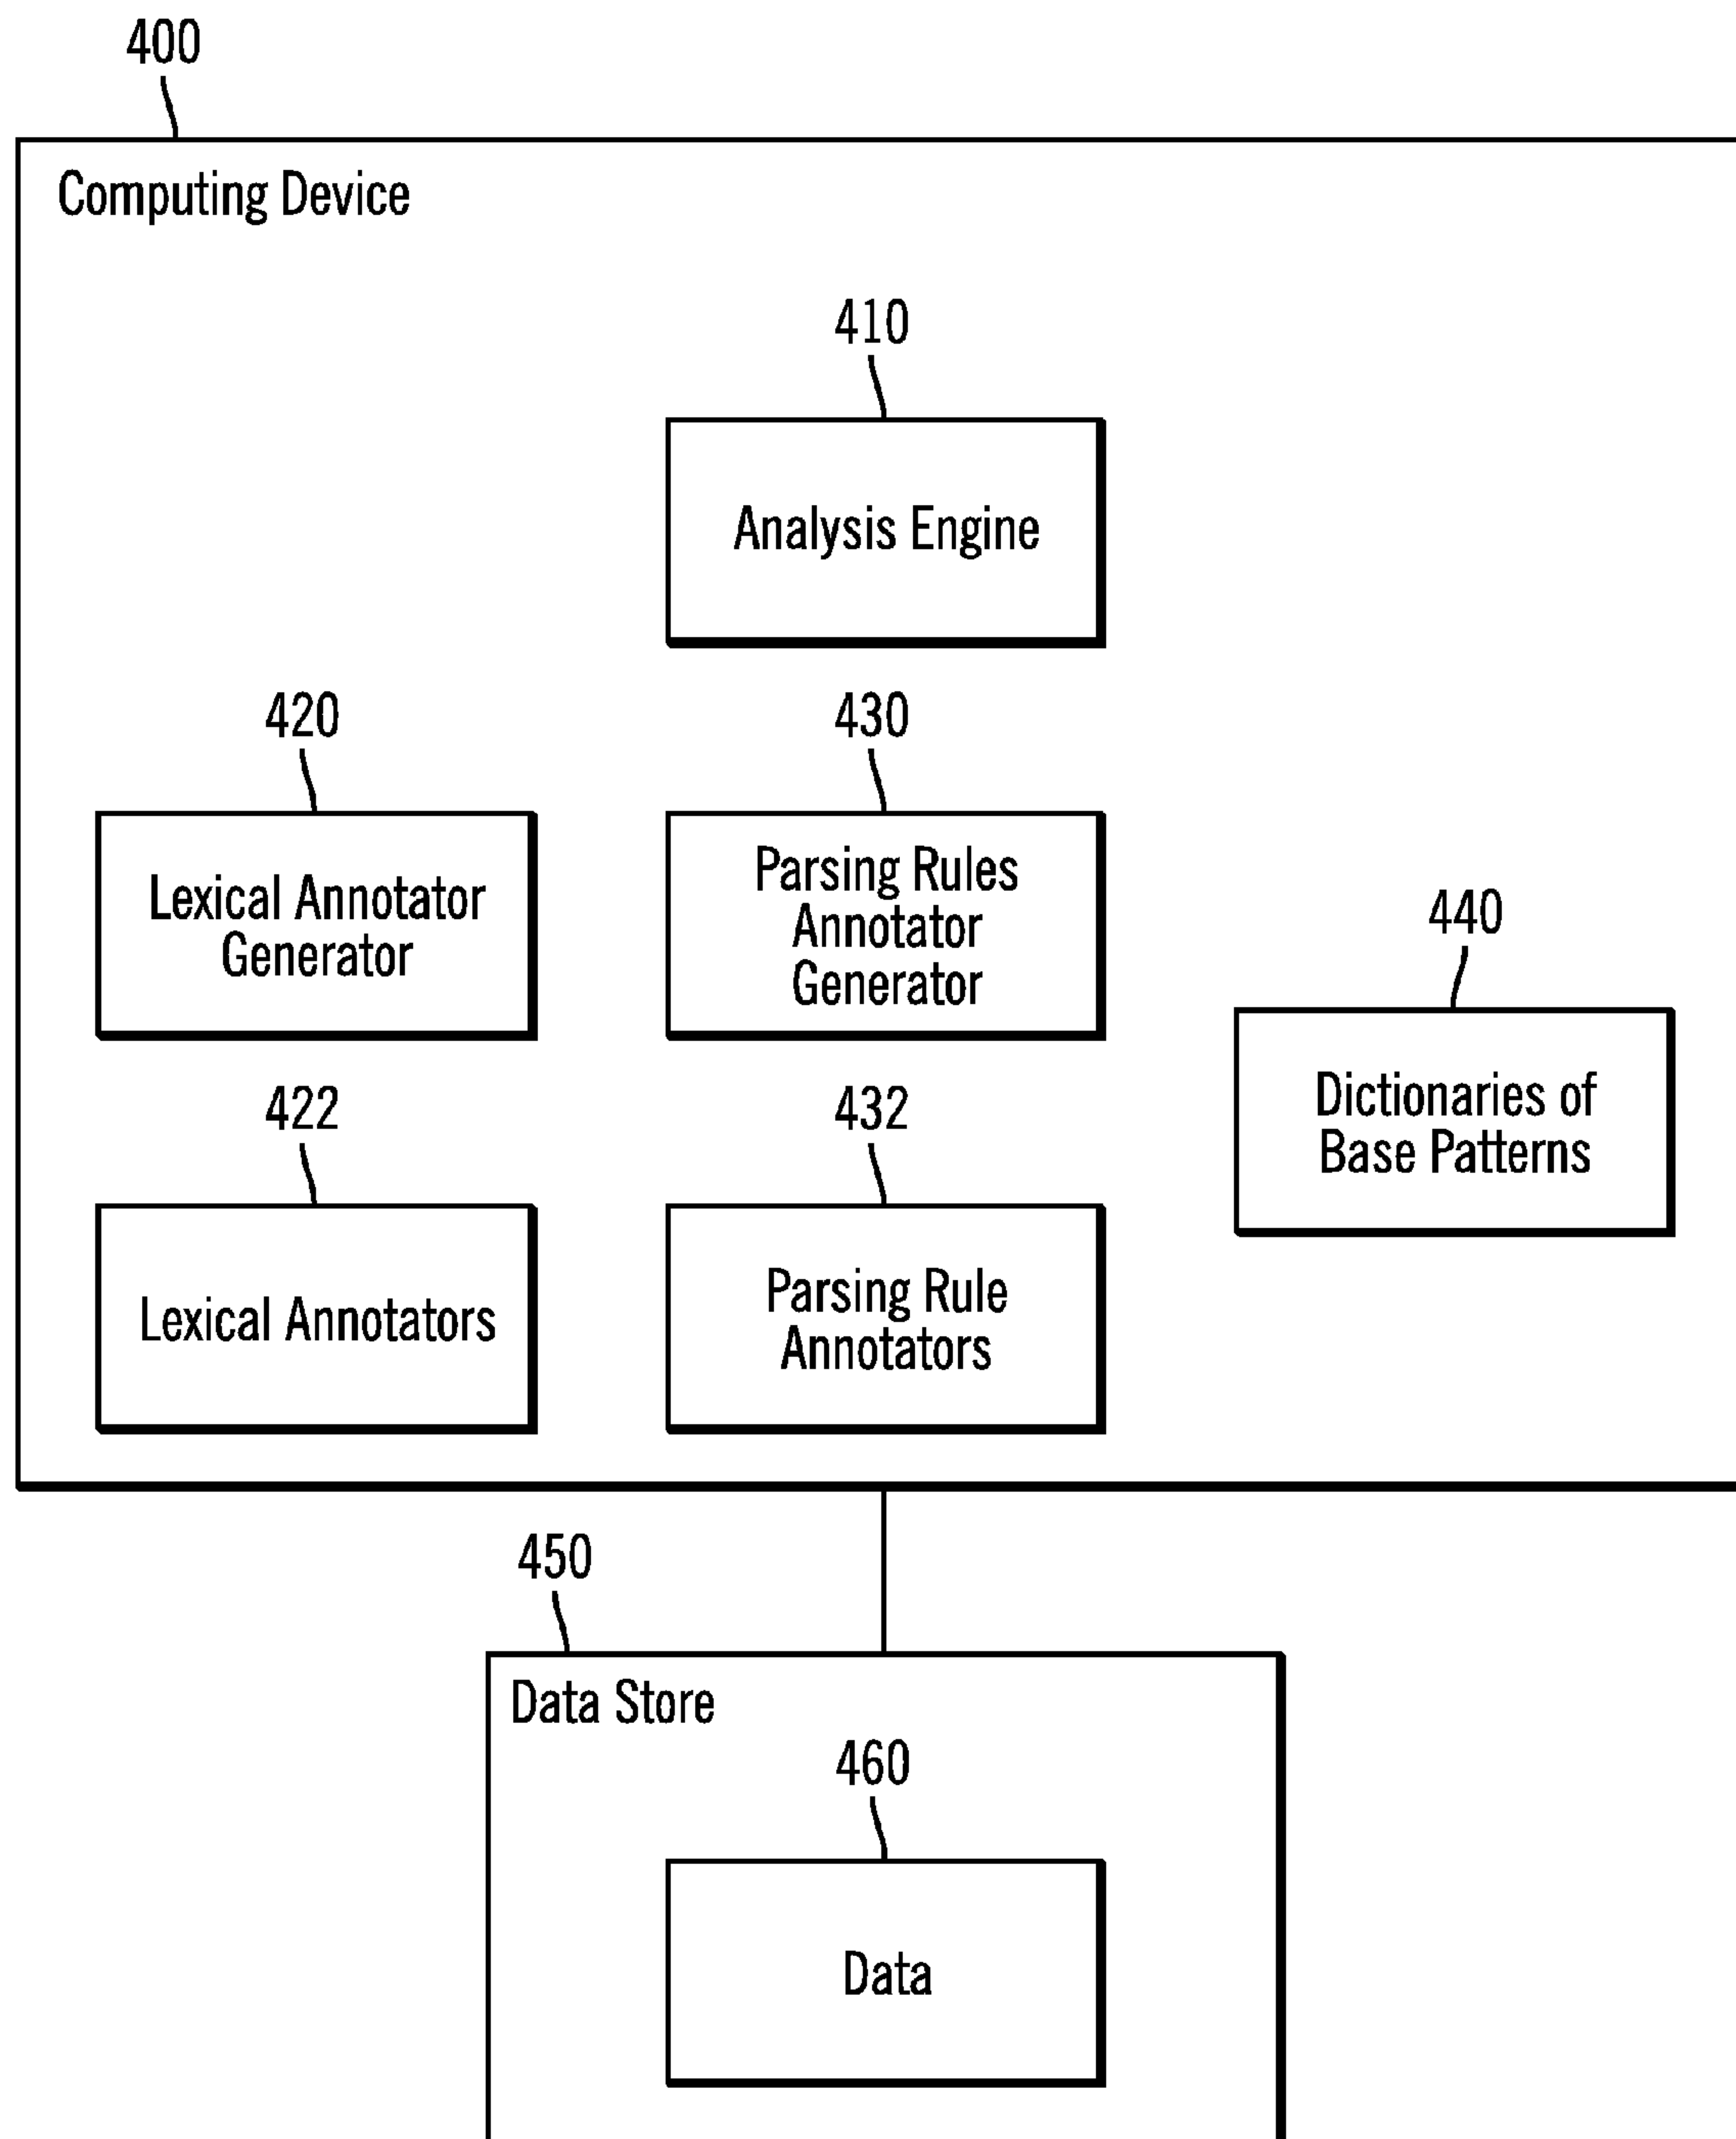 400
Computing Device
410
Analysis Engine
420
Lexical Annotator
Generator
430
Parsing Rules
Annotator
Generator
440
Dictionaries of
Base Patterns
422
Lexical Annotators
432
Parsing Rule
Annotators
450
Data Store
460
Data